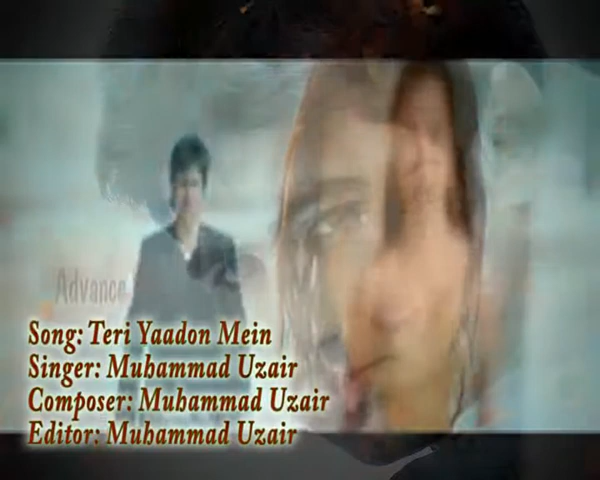 Advance
Song: Teri Yaadon Mein
Singer: Muhammad Uzair
Composer: Muhammad Uzair
Editor: Muhammad Uzair